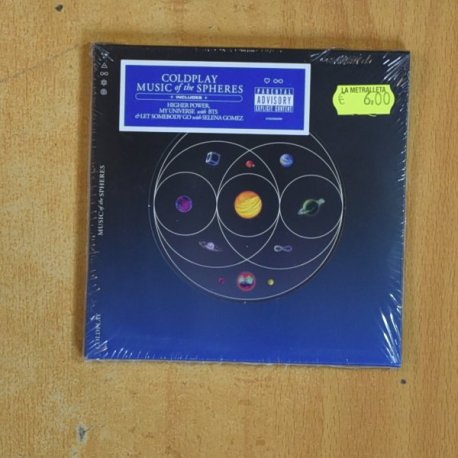 COLDPLAY
MUSIC of the SPHERES
INCLUDES
HIGHER POWER,
MY UNIVERSE with BTS
& LET SOMEBODY GO with SELENA GOMEZ
PARENTAL
ADVISORY
EXPLICIT CONTENT
LA METRALLETA
€ 6,00
MUSIC of the SPHERES
COLDPLAY